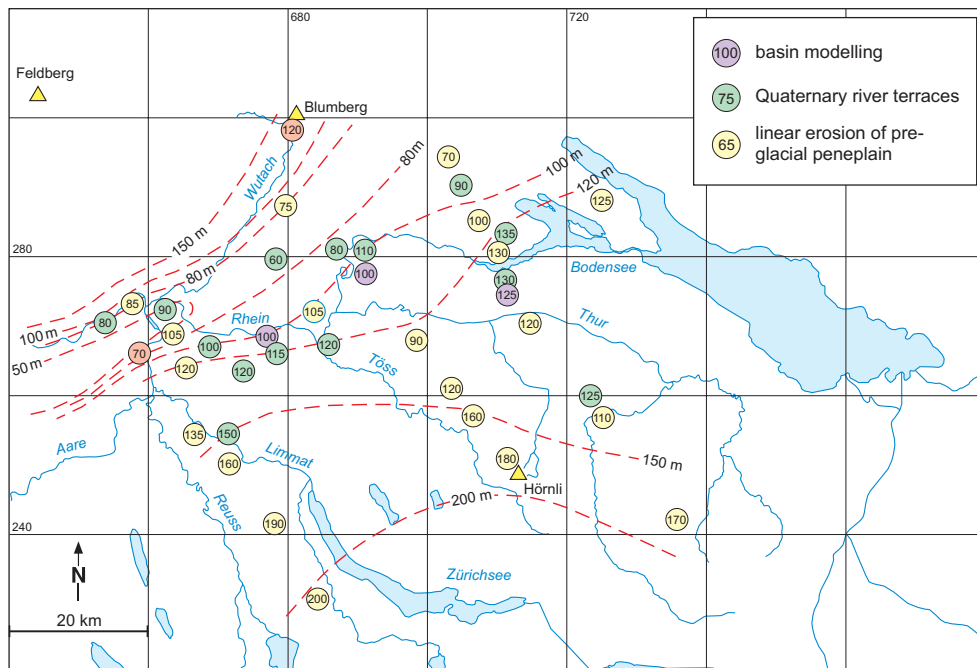 680
720
Feldberg
Blumberg
100
basin modelling
75
Quaternary river terraces
65
linear erosion of pre-
glacial peneplain
120
Wutach
80 m
70
90
100 m
120 m
125
75
100
150 m
135
280
60
80
110
130
100
Bodensee
80 m
130
125
85
90
80
Rhein
105
120
Thur
100 m
105
100
100
115
120
90
50 m
70
120
120
Töss
120
125
160
110
Aare
135
150
Limmat
160
180
150 m
Hörnli
Reuss
200 m
190
170
240
N
Zürichsee
200
20 km